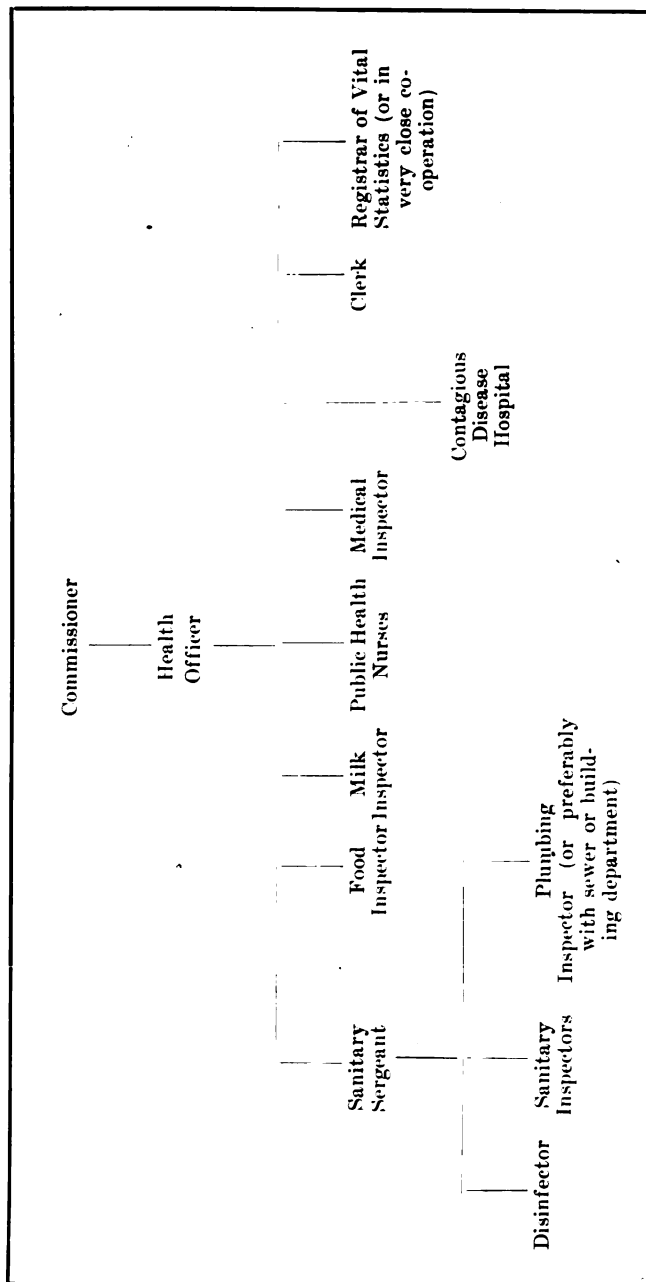 Commissioner
Health
Officer
Sanitary
Sergeant
Food
Inspector
Milk
Inspector
Public Health
Nurses
Medical
Inspector
Clerk
Registrar of Vital
Statistics (or in
very close co-
operation)
Contagious
Disease
Hospital
Disinfector
Sanitary
Inspectors
Plumbing
Inspector (or preferably
with sewer or build-
ing department)